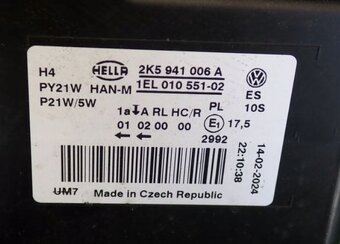 H4 HELLA 2K5 941 006 A
PY21W HAN-M 1EL 010 551-02 ES
P21W/5W PL 10S
1a A RL HC/R E1 17,5
01 02 00 00
2992
14-02-2024
22:10:38
UM7 Made in Czech Republic